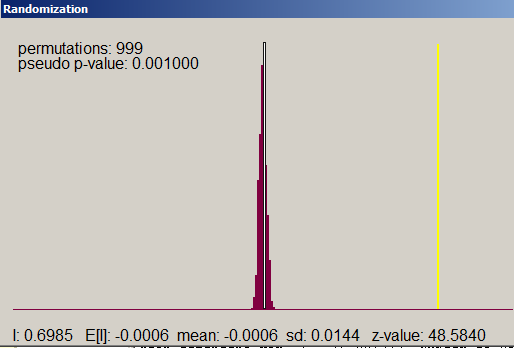 Randomization
permutations: 999
pseudo p-value: 0.001000
I: 0.6985 E[I]: -0.0006 mean: -0.0006 sd: 0.0144 z-value: 48.5840